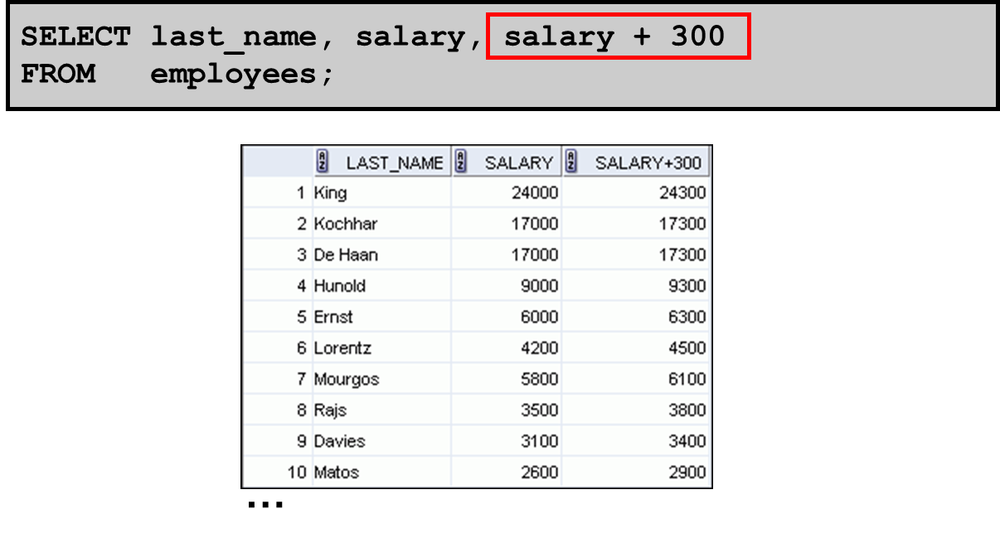 SELECT last_name, salary, salary + 300
FROM employees;
LAST_NAME SALARY SALARY+300
1 King 24000 24300
2 Kochhar 17000 17300
3 De Haan 17000 17300
4 Hunold 9000 9300
5 Ernst 6000 6300
6 Lorentz 4200 4500
7 Mourgos 5800 6100
8 Rajs 3500 3800
9 Davies 3100 3400
10 Matos 2600 2900
...